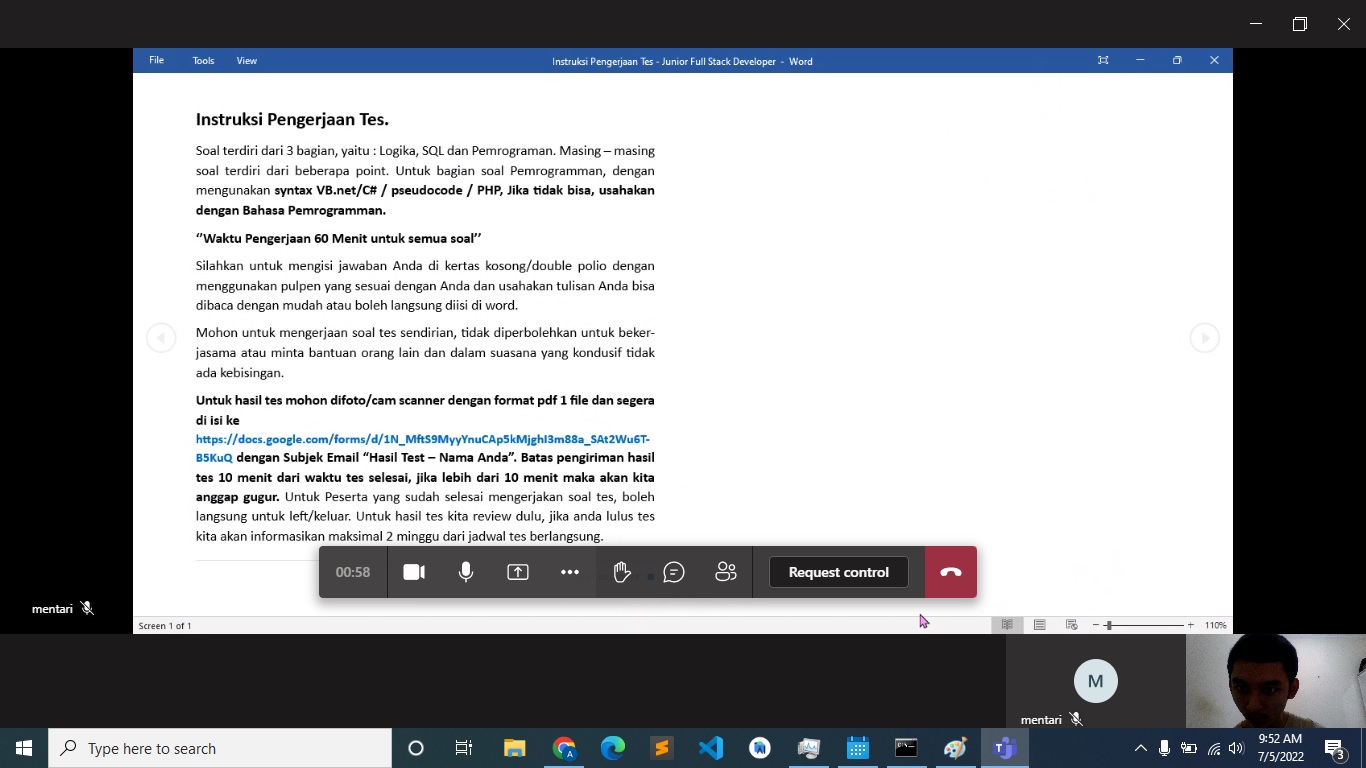 File Tools View Instruksi Pengerjaan Tes - Junior Full Stack Developer - Word
Instruksi Pengerjaan Tes.
Soal terdiri dari 3 bagian, yaitu : Logika, SQL dan Pemrograman. Masing – masing
soal terdiri dari beberapa point. Untuk bagian soal Pemrogramman, dengan
mengunakan syntax VB.net/C# / pseudocode / PHP, Jika tidak bisa, usahakan
dengan Bahasa Pemrogramman.
‘’Waktu Pengerjaan 60 Menit untuk semua soal’’
Silahkan untuk mengisi jawaban Anda di kertas kosong/double polio dengan
menggunakan pulpen yang sesuai dengan Anda dan usahakan tulisan Anda bisa
dibaca dengan mudah atau boleh langsung diisi di word.
Mohon untuk mengerjaan soal tes sendirian, tidak diperbolehkan untuk beker-
jasama atau minta bantuan orang lain dan dalam suasana yang kondusif tidak
ada kebisingan.
Untuk hasil tes mohon difoto/cam scanner dengan format pdf 1 file dan segera
di isi ke
https://docs.google.com/forms/d/1N_MftS9MyyYnuCAp5kMjghI3m88a_SAt2Wu6T-
B5KuQ dengan Subjek Email “Hasil Test – Nama Anda”. Batas pengiriman hasil
tes 10 menit dari waktu tes selesai, jika lebih dari 10 menit maka akan kita
anggap gugur. Untuk Peserta yang sudah selesai mengerjakan soal tes, boleh
langsung untuk left/keluar. Untuk hasil tes kita review dulu, jika anda lulus tes
kita akan informasikan maksimal 2 minggu dari jadwal tes berlangsung.
00:58 Request control
mentari
Screen 1 of 1 110%
M
mentari
Type here to search
9:52 AM
7/5/2022
3